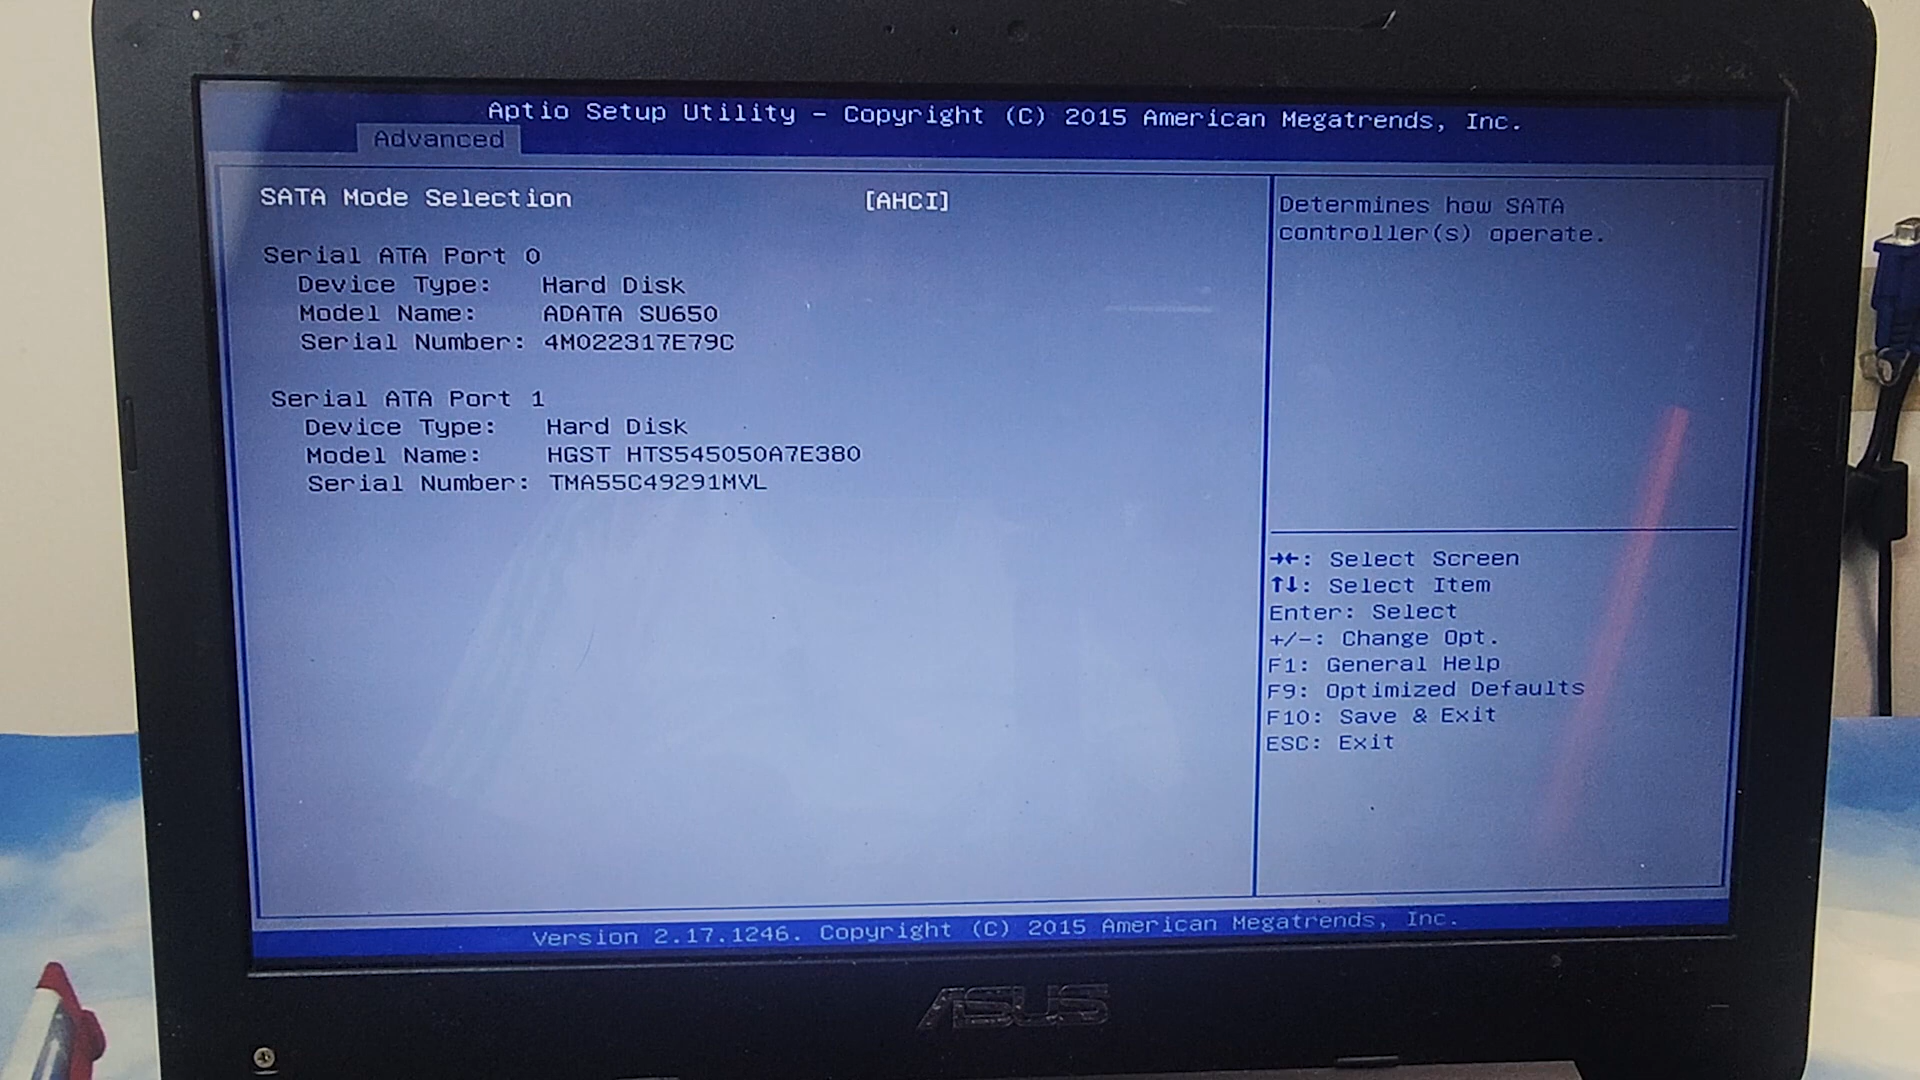 Aptio Setup Utility – Copyright (C) 2015 American Megatrends, Inc.
Advanced
SATA Mode Selection [AHCI]
Serial ATA Port 0
Device Type: Hard Disk
Model Name: ADATA SU650
Serial Number: 4M022317E79C
Serial ATA Port 1
Device Type: Hard Disk
Model Name: HGST HTS545050A7E380
Serial Number: TMA55C49291MVL
Determines how SATA
controller(s) operate.
→←: Select Screen
↑↓: Select Item
Enter: Select
+/–: Change Opt.
F1: General Help
F9: Optimized Defaults
F10: Save & Exit
ESC: Exit
Version 2.17.1246. Copyright (C) 2015 American Megatrends, Inc.
ASUS